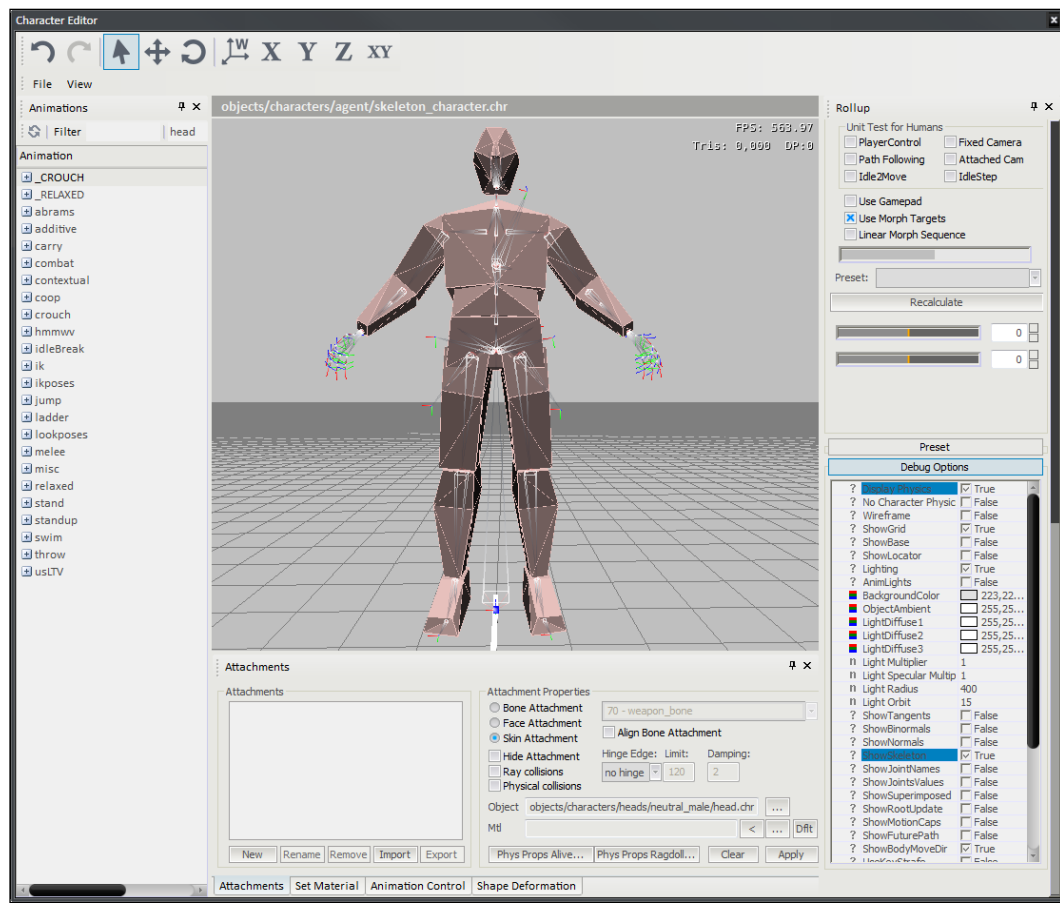 Character Editor
W X Y Z XY
File View
Animations
Filter head
Animation
_CROUCH
_RELAXED
abrams
additive
carry
combat
contextual
coop
crouch
hmmwv
idleBreak
ik
ikposes
jump
ladder
lookposes
melee
misc
relaxed
stand
standup
swim
throw
usLTV
objects/characters/agent/skeleton_character.chr
FPS: 563.97
Tris: 0,000 DP:0
Attachments
Attachments
New Rename Remove Import Export
Attachment Properties
Bone Attachment 70 - weapon_bone
Face Attachment
Skin Attachment Align Bone Attachment
Hide Attachment Hinge Edge: Limit: Damping:
Ray collisions no hinge 120 2
Physical collisions
Object objects/characters/heads/neutral_male/head.chr ...
Mtl < ... Dflt
Phys Props Alive... Phys Props Ragdoll... Clear Apply
Attachments Set Material Animation Control Shape Deformation
Rollup
Unit Test for Humans
PlayerControl Fixed Camera
Path Following Attached Cam
Idle2Move IdleStep
Use Gamepad
Use Morph Targets
Linear Morph Sequence
Preset:
Recalculate
0
0
Preset
Debug Options
? Display Physics True
? No Character Physic False
? Wireframe False
? ShowGrid True
? ShowBase False
? ShowLocator False
? Lighting True
? AnimLights False
BackgroundColor 223,22...
ObjectAmbient 255,25...
LightDiffuse1 255,25...
LightDiffuse2 255,25...
LightDiffuse3 255,25...
n Light Multiplier 1
n Light Specular Multip 1
n Light Radius 400
n Light Orbit 15
? ShowTangents False
? ShowBinormals False
? ShowNormals False
? ShowSkeleton True
? ShowJointNames False
? ShowJointsValues False
? ShowSuperimposed False
? ShowRootUpdate False
? ShowMotionCaps False
? ShowFuturePath False
? ShowBodyMoveDir True